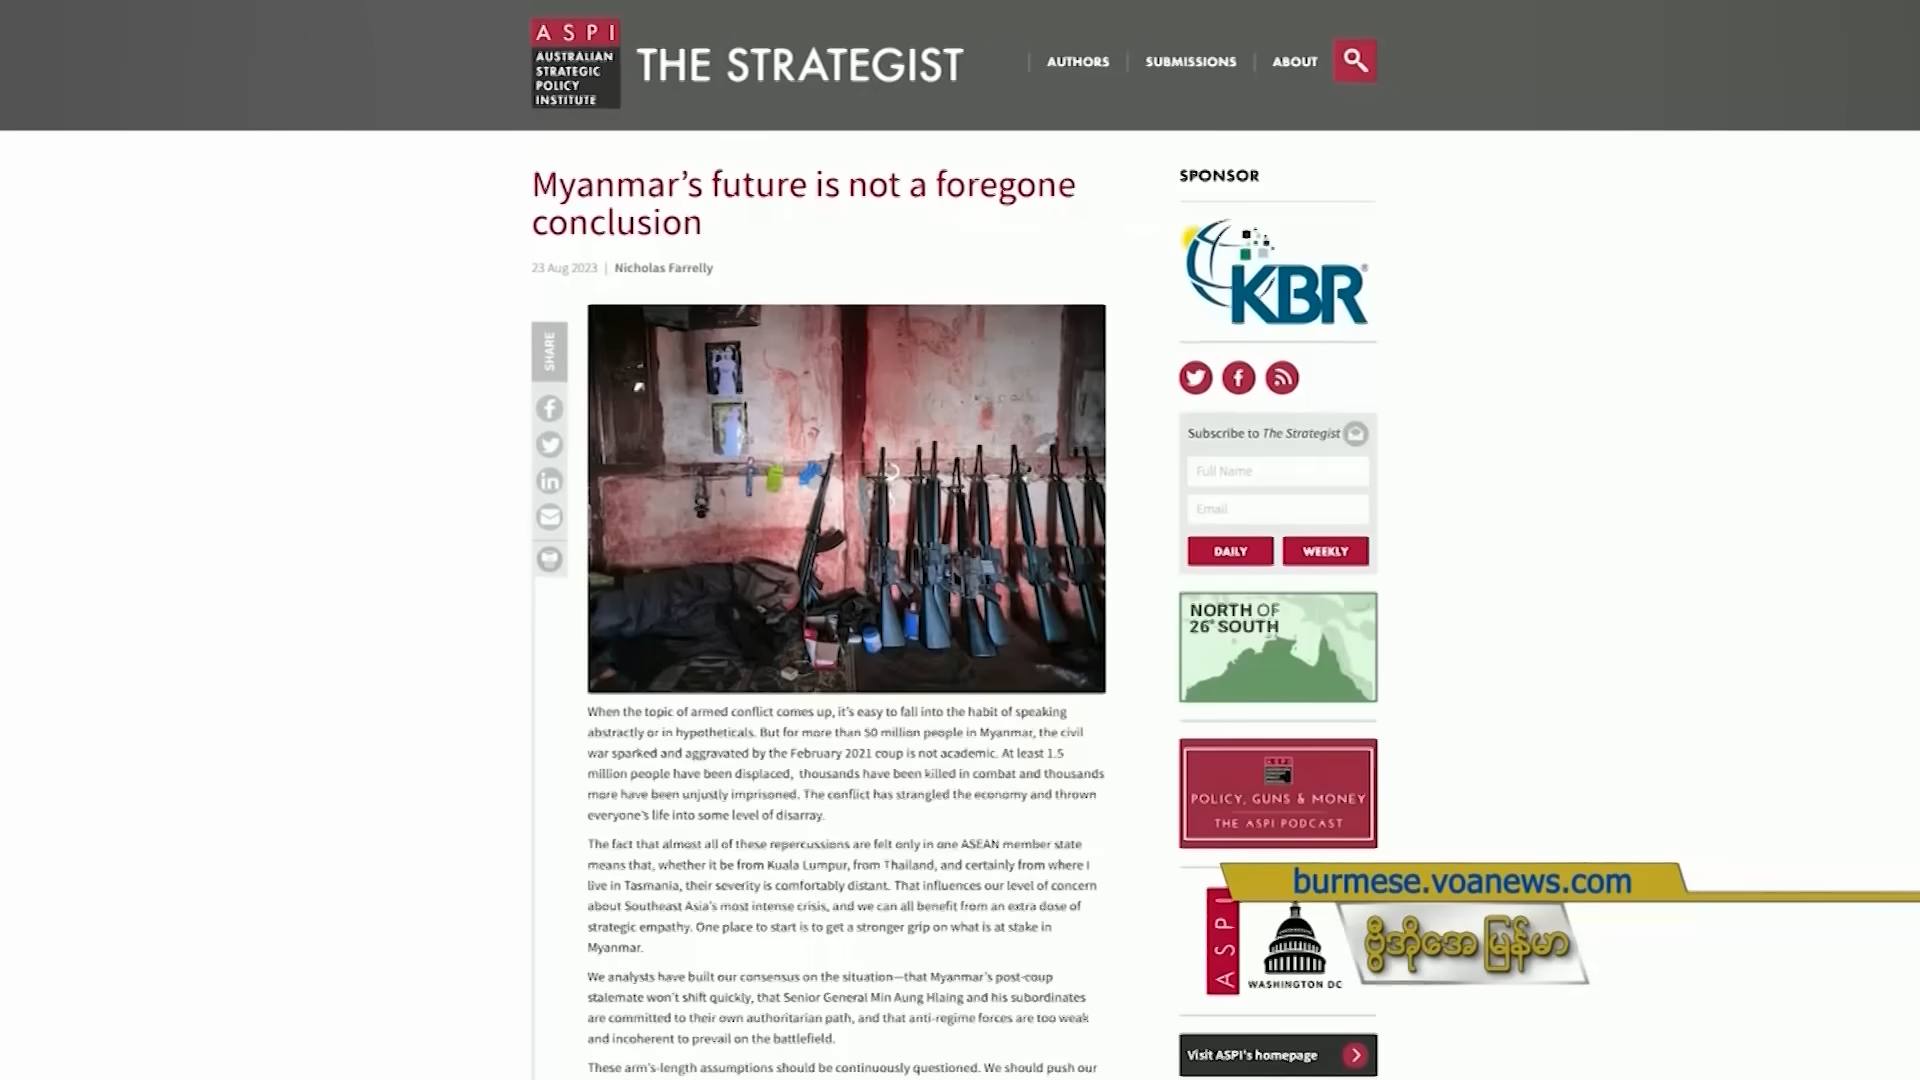 ASPI
AUSTRALIAN
STRATEGIC
POLICY
INSTITUTE
THE STRATEGIST
AUTHORS
SUBMISSIONS
ABOUT
Myanmar’s future is not a foregone
conclusion
23 Aug 2023 | Nicholas Farrelly
SHARE
When the topic of armed conflict comes up, it’s easy to fall into the habit of speaking
abstractly or in hypotheticals. But for more than 50 million people in Myanmar, the civil
war sparked and aggravated by the February 2021 coup is not academic. At least 1.5
million people have been displaced, thousands have been killed in combat and thousands
more have been unjustly imprisoned. The conflict has strangled the economy and thrown
everyone’s life into some level of disarray.
The fact that almost all of these repercussions are felt only in one ASEAN member state
means that, whether it be from Kuala Lumpur, from Thailand, and certainly from where I
live in Tasmania, their severity is comfortably distant. That influences our level of concern
about Southeast Asia’s most intense crisis, and we can all benefit from an extra dose of
strategic empathy. One place to start is to get a stronger grip on what is at stake in
Myanmar.
We analysts have built our consensus on the situation—that Myanmar’s post-coup
stalemate won’t shift quickly, that Senior General Min Aung Hlaing and his subordinates
are committed to their own authoritarian path, and that anti-regime forces are too weak
and incoherent to prevail on the battlefield.
These arm’s-length assumptions should be continuously questioned. We should push our
SPONSOR
KBR
Subscribe to The Strategist
Full Name
Email
DAILY
WEEKLY
NORTH OF
26° SOUTH
ASPI
POLICY, GUNS & MONEY
THE ASPI PODCAST
burmese.voanews.com
ဗွီအိုအေ မြန်မာ
ASPI
WASHINGTON DC
Visit ASPI's homepage